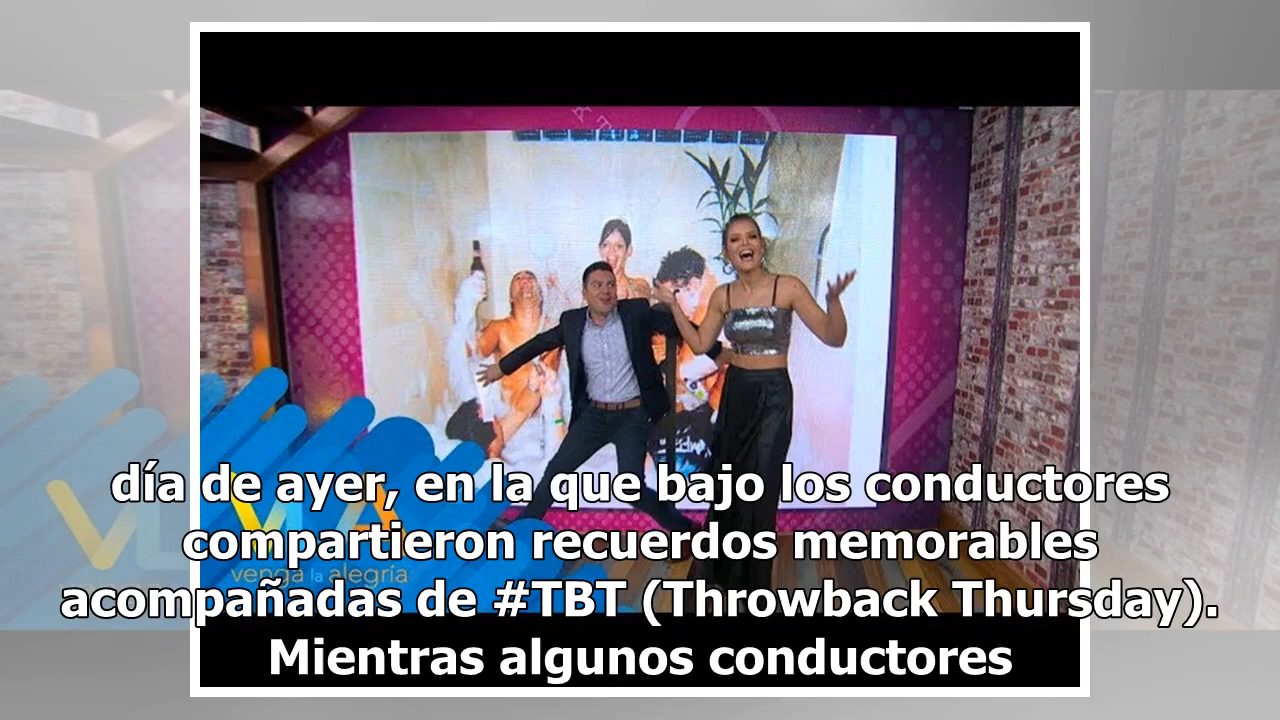 día de ayer, en la que bajo los conductores
compartieron recuerdos memorables
venga la alegría
acompañadas de #TBT (Throwback Thursday).
Mientras algunos conductores